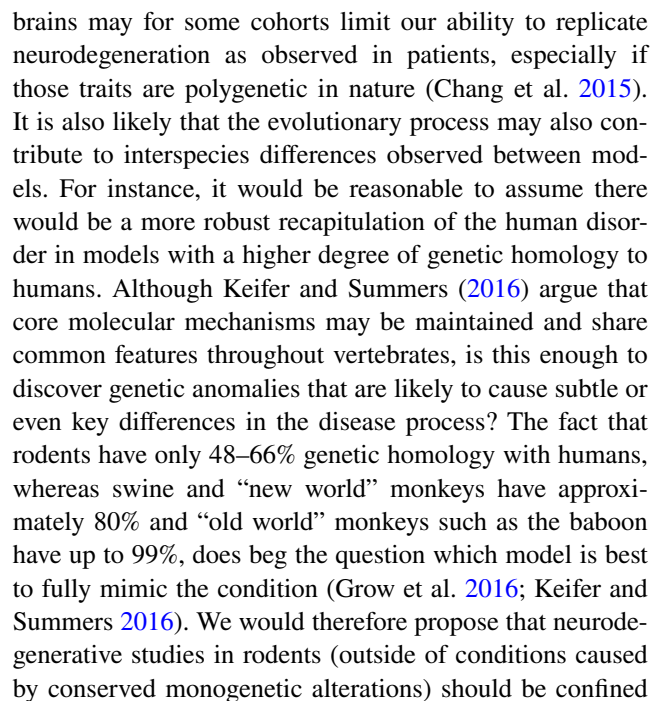 brains may for some cohorts limit our ability to replicate
neurodegeneration as observed in patients, especially if
those traits are polygenetic in nature (Chang et al. 2015).
It is also likely that the evolutionary process may also con-
tribute to interspecies differences observed between mod-
els. For instance, it would be reasonable to assume there
would be a more robust recapitulation of the human disor-
der in models with a higher degree of genetic homology to
humans. Although Keifer and Summers (2016) argue that
core molecular mechanisms may be maintained and share
common features throughout vertebrates, is this enough to
discover genetic anomalies that are likely to cause subtle or
even key differences in the disease process? The fact that
rodents have only 48–66% genetic homology with humans,
whereas swine and “new world” monkeys have approxi-
mately 80% and “old world” monkeys such as the baboon
have up to 99%, does beg the question which model is best
to fully mimic the condition (Grow et al. 2016; Keifer and
Summers 2016). We would therefore propose that neurode-
generative studies in rodents (outside of conditions caused
by conserved monogenetic alterations) should be confined